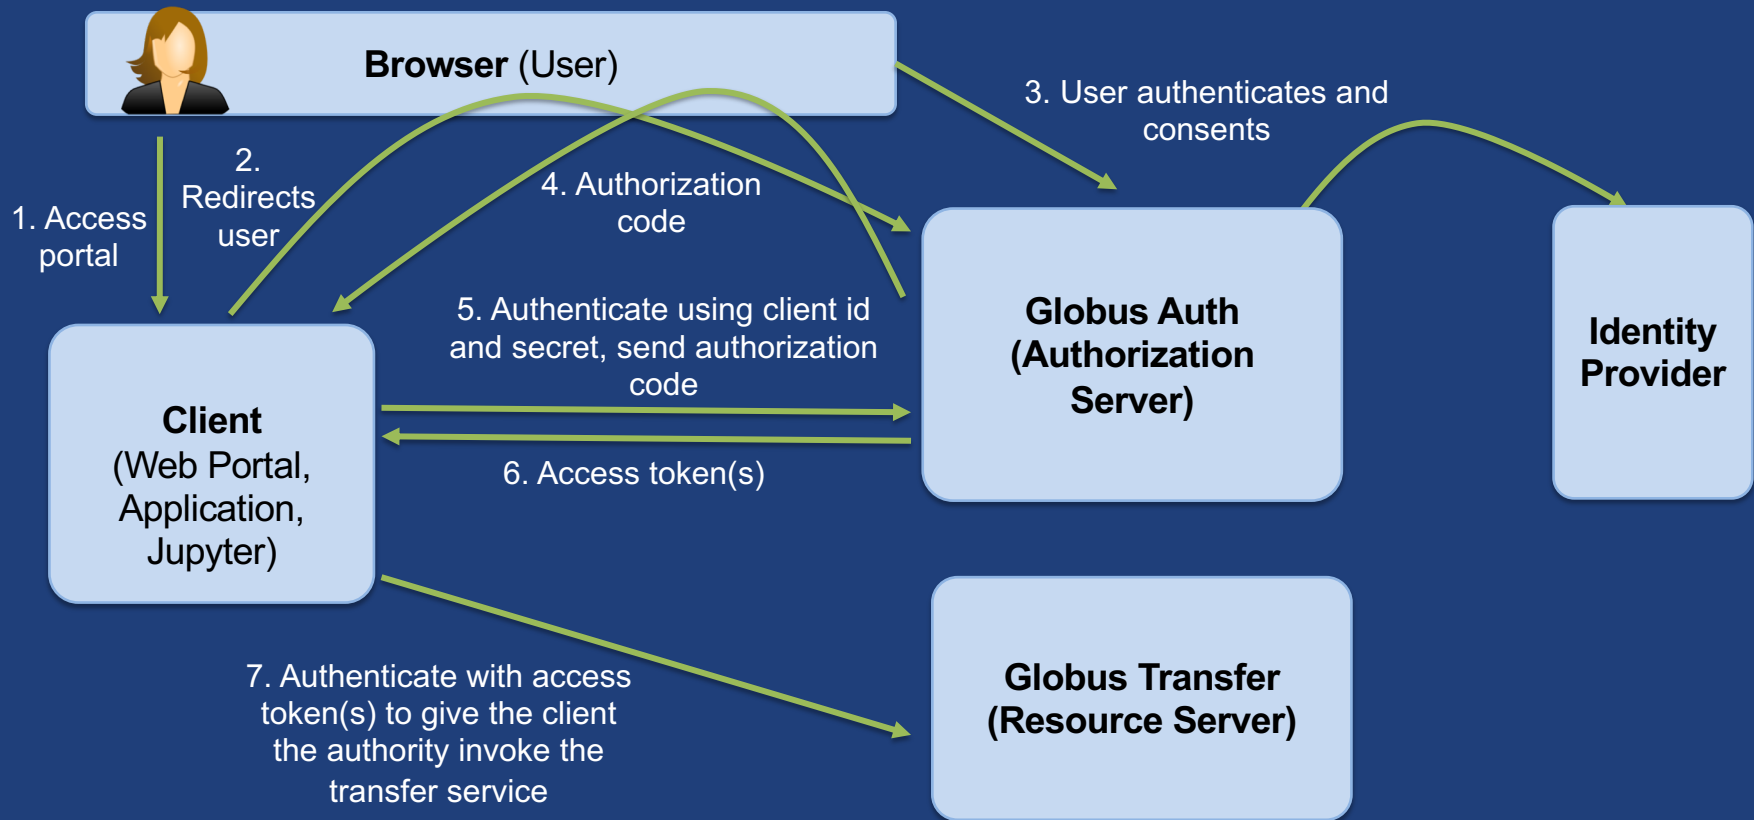 Browser (User)
3. User authenticates and
consents
2.
Redirects
user
1. Access
portal
4. Authorization
code
5. Authenticate using client id
and secret, send authorization
code
6. Access token(s)
Globus Auth
(Authorization
Server)
Identity
Provider
Client
(Web Portal,
Application,
Jupyter)
7. Authenticate with access
token(s) to give the client
the authority invoke the
transfer service
Globus Transfer
(Resource Server)